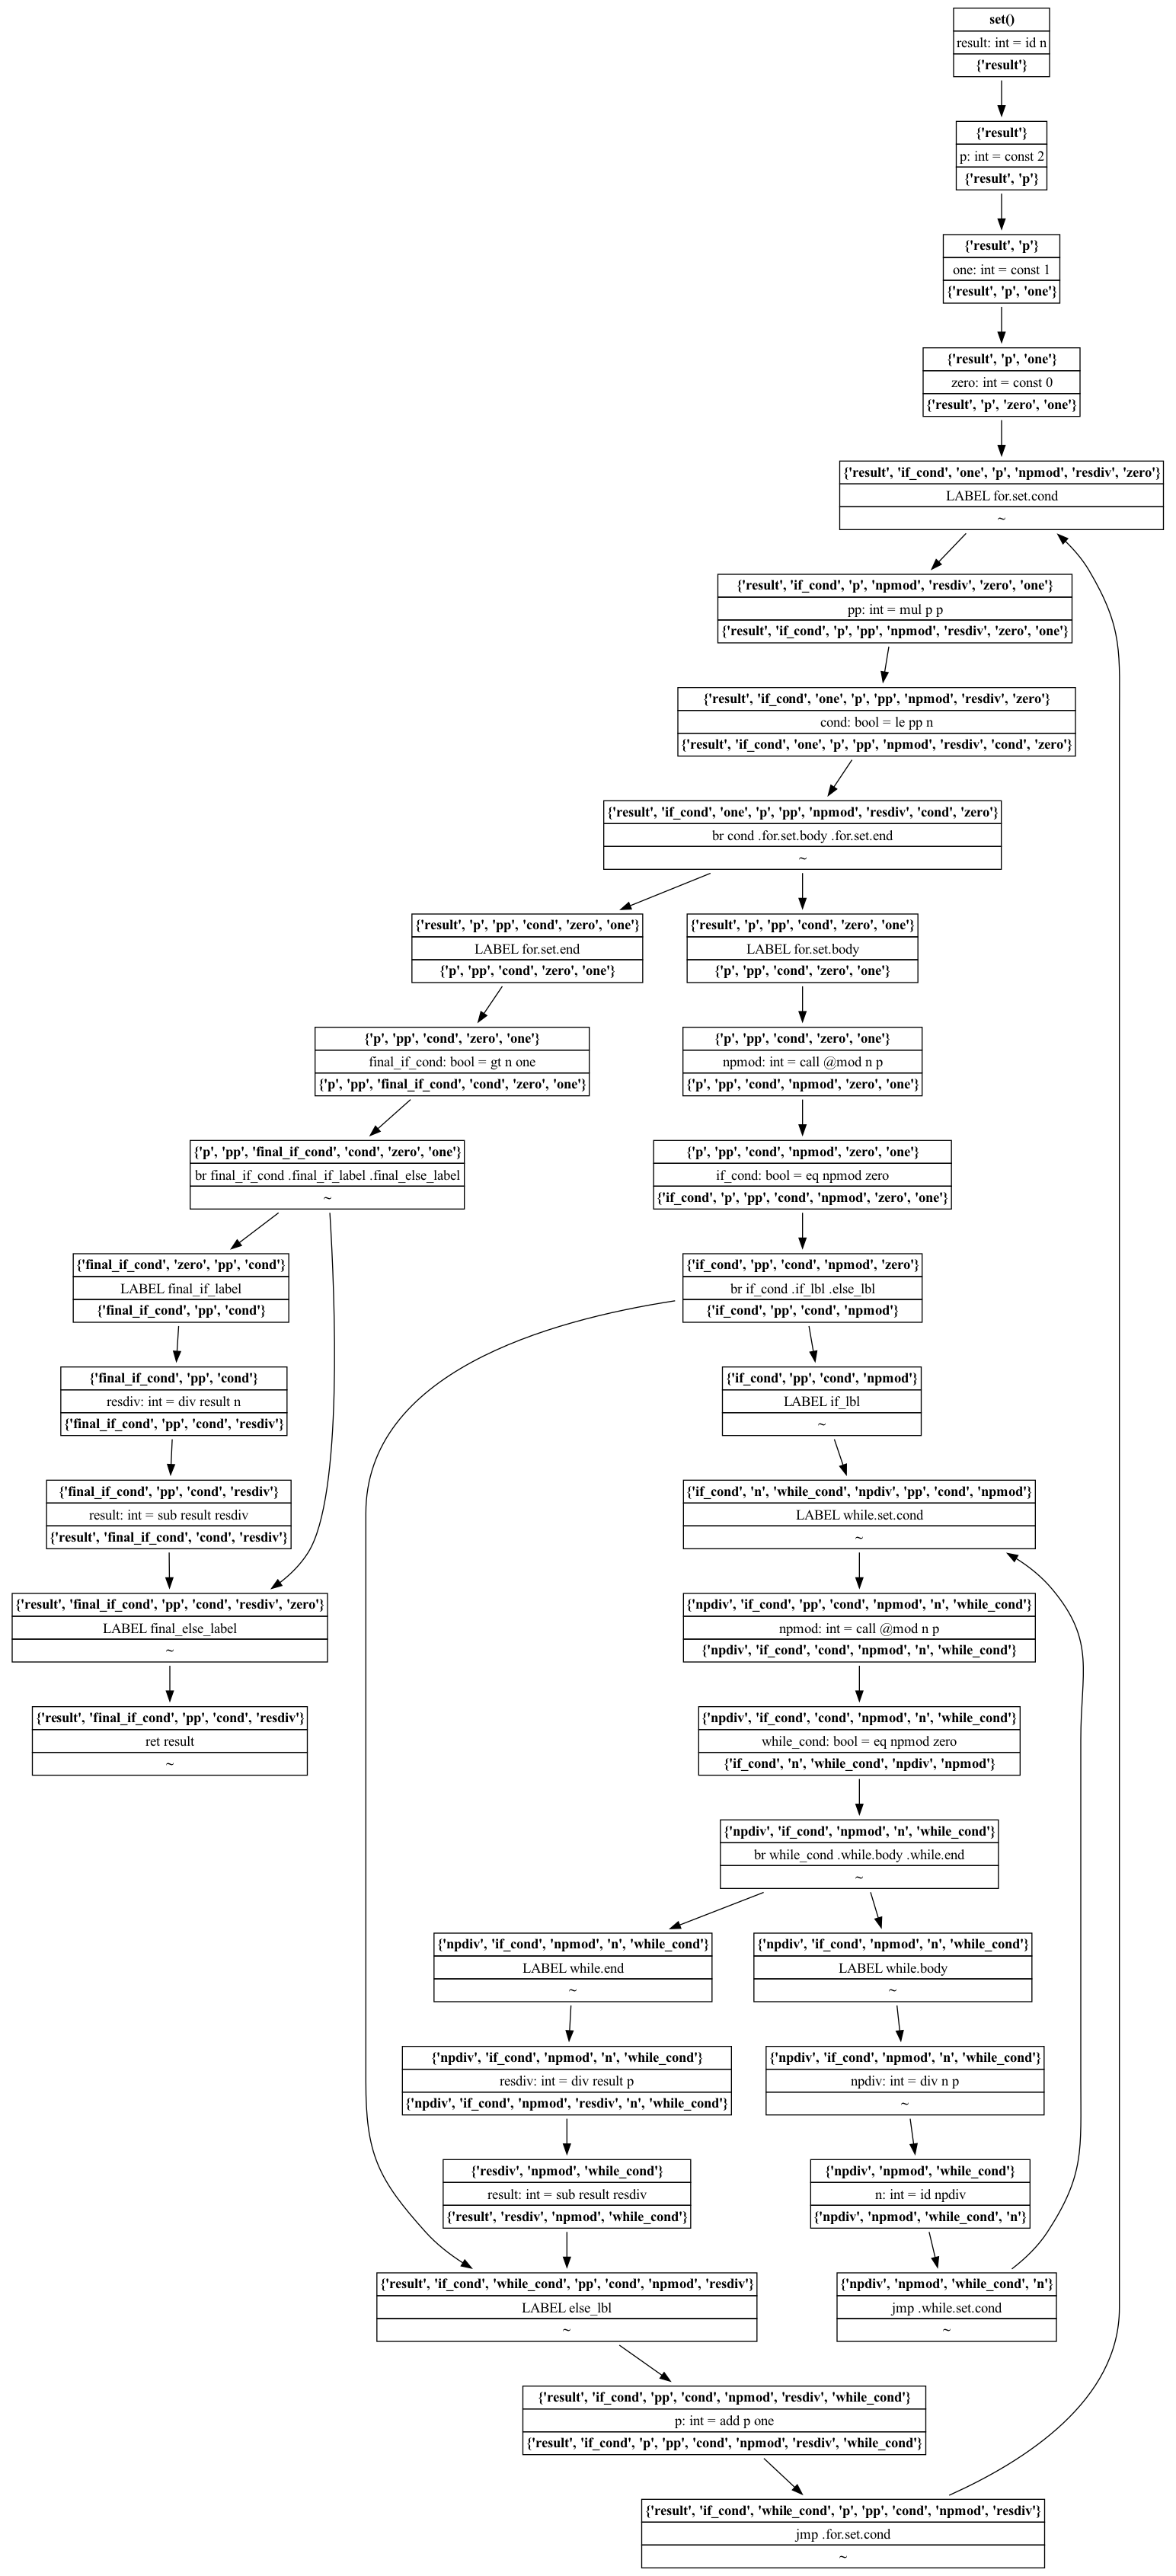 set()
result: int = id n
{'result'}
{'result'}
p: int = const 2
{'result', 'p'}
{'result', 'p'}
one: int = const 1
{'result', 'p', 'one'}
{'result', 'p', 'one'}
zero: int = const 0
{'result', 'p', 'zero', 'one'}
{'result', 'if_cond', 'one', 'p', 'npmod', 'resdiv', 'zero'}
LABEL for.set.cond
~
{'result', 'if_cond', 'p', 'npmod', 'resdiv', 'zero', 'one'}
pp: int = mul p p
{'result', 'if_cond', 'p', 'pp', 'npmod', 'resdiv', 'zero', 'one'}
{'result', 'if_cond', 'one', 'p', 'pp', 'npmod', 'resdiv', 'zero'}
cond: bool = le pp n
{'result', 'if_cond', 'one', 'p', 'pp', 'npmod', 'resdiv', 'cond', 'zero'}
{'result', 'if_cond', 'one', 'p', 'pp', 'npmod', 'resdiv', 'cond', 'zero'}
br cond .for.set.body .for.set.end
~
{'result', 'p', 'pp', 'cond', 'zero', 'one'}
LABEL for.set.end
{'p', 'pp', 'cond', 'zero', 'one'}
{'result', 'p', 'pp', 'cond', 'zero', 'one'}
LABEL for.set.body
{'p', 'pp', 'cond', 'zero', 'one'}
{'p', 'pp', 'cond', 'zero', 'one'}
final_if_cond: bool = gt n one
{'p', 'pp', 'final_if_cond', 'cond', 'zero', 'one'}
{'p', 'pp', 'cond', 'zero', 'one'}
npmod: int = call @mod n p
{'p', 'pp', 'cond', 'npmod', 'zero', 'one'}
{'p', 'pp', 'final_if_cond', 'cond', 'zero', 'one'}
br final_if_cond .final_if_label .final_else_label
~
{'p', 'pp', 'cond', 'npmod', 'zero', 'one'}
if_cond: bool = eq npmod zero
{'if_cond', 'p', 'pp', 'cond', 'npmod', 'zero', 'one'}
{'final_if_cond', 'zero', 'pp', 'cond'}
LABEL final_if_label
{'final_if_cond', 'pp', 'cond'}
{'if_cond', 'pp', 'cond', 'npmod', 'zero'}
br if_cond .if_lbl .else_lbl
{'if_cond', 'pp', 'cond', 'npmod'}
{'final_if_cond', 'pp', 'cond'}
resdiv: int = div result n
{'final_if_cond', 'pp', 'cond', 'resdiv'}
{'if_cond', 'pp', 'cond', 'npmod'}
LABEL if_lbl
~
{'final_if_cond', 'pp', 'cond', 'resdiv'}
result: int = sub result resdiv
{'result', 'final_if_cond', 'cond', 'resdiv'}
{'if_cond', 'n', 'while_cond', 'npdiv', 'pp', 'cond', 'npmod'}
LABEL while.set.cond
~
{'result', 'final_if_cond', 'pp', 'cond', 'resdiv', 'zero'}
LABEL final_else_label
~
{'npdiv', 'if_cond', 'pp', 'cond', 'npmod', 'n', 'while_cond'}
npmod: int = call @mod n p
{'npdiv', 'if_cond', 'cond', 'npmod', 'n', 'while_cond'}
{'result', 'final_if_cond', 'pp', 'cond', 'resdiv'}
ret result
~
{'npdiv', 'if_cond', 'cond', 'npmod', 'n', 'while_cond'}
while_cond: bool = eq npmod zero
{'if_cond', 'n', 'while_cond', 'npdiv', 'npmod'}
{'npdiv', 'if_cond', 'npmod', 'n', 'while_cond'}
br while_cond .while.body .while.end
~
{'npdiv', 'if_cond', 'npmod', 'n', 'while_cond'}
LABEL while.end
~
{'npdiv', 'if_cond', 'npmod', 'n', 'while_cond'}
LABEL while.body
~
{'npdiv', 'if_cond', 'npmod', 'n', 'while_cond'}
resdiv: int = div result p
{'npdiv', 'if_cond', 'npmod', 'resdiv', 'n', 'while_cond'}
{'npdiv', 'if_cond', 'npmod', 'n', 'while_cond'}
npdiv: int = div n p
~
{'resdiv', 'npmod', 'while_cond'}
result: int = sub result resdiv
{'result', 'resdiv', 'npmod', 'while_cond'}
{'npdiv', 'npmod', 'while_cond'}
n: int = id npdiv
{'npdiv', 'npmod', 'while_cond', 'n'}
{'result', 'if_cond', 'while_cond', 'pp', 'cond', 'npmod', 'resdiv'}
LABEL else_lbl
~
{'npdiv', 'npmod', 'while_cond', 'n'}
jmp .while.set.cond
~
{'result', 'if_cond', 'pp', 'cond', 'npmod', 'resdiv', 'while_cond'}
p: int = add p one
{'result', 'if_cond', 'p', 'pp', 'cond', 'npmod', 'resdiv', 'while_cond'}
{'result', 'if_cond', 'while_cond', 'p', 'pp', 'cond', 'npmod', 'resdiv'}
jmp .for.set.cond
~